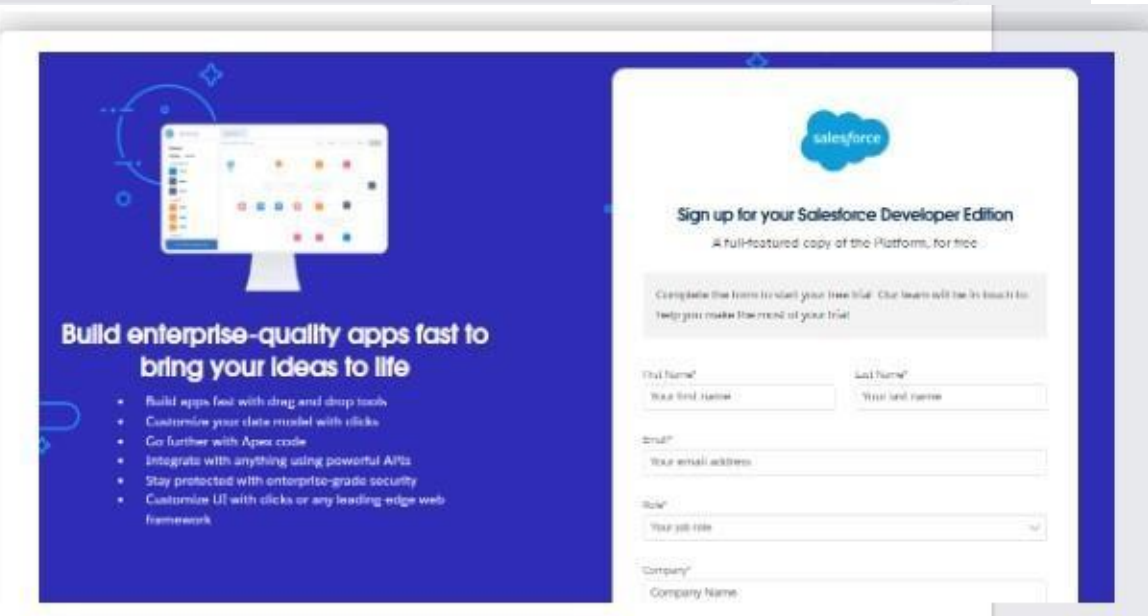 Build enterprise-quality apps fast to
bring your ideas to life
Build apps fast with drag and drop tools
Customize your data model with clicks
Go further with Apex code
Integrate with anything using powerful APIs
Stay protected with enterprise-grade security
Customize UI with clicks or any leading-edge web
framework
salesforce
Sign up for your Salesforce Developer Edition
A full-featured copy of the Platform, for free
Complete the form to start your free trial. Our team will be in touch to
help you make the most of your trial.
First Name* Last Name*
Your first name Your last name
Email*
Your email address
Role*
Your job role
Company*
Company Name